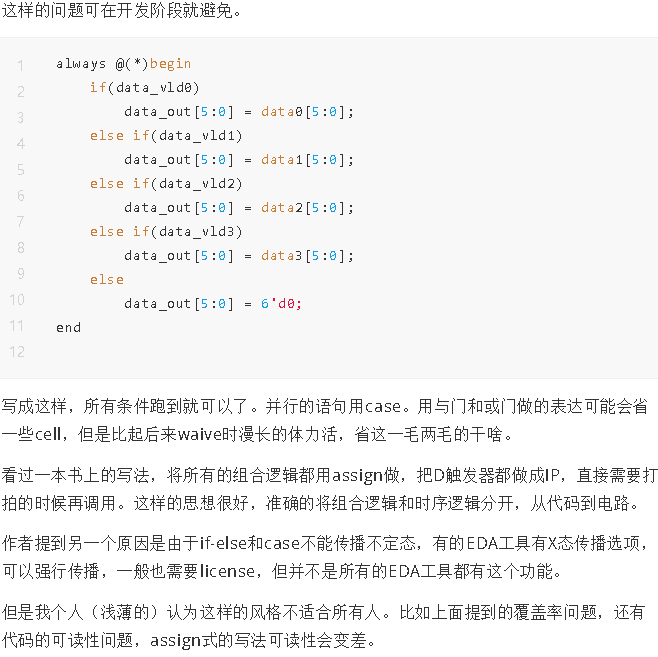 这样的问题可在开发阶段就避免。
1 always @(*)begin
2 if(data_vld0)
3 data_out[5:0] = data0[5:0];
4 else if(data_vld1)
5 data_out[5:0] = data1[5:0];
6 else if(data_vld2)
7 data_out[5:0] = data2[5:0];
8 else if(data_vld3)
9 data_out[5:0] = data3[5:0];
10 else
11 data_out[5:0] = 6'd0;
12 end
写成这样，所有条件跑到就可以了。并行的语句用case。用与门和或门做的表达可能会省
一些cell，但是比起后来waive时漫长的体力活，省这一毛两毛的干啥。
看过一本书上的写法，将所有的组合逻辑都用assign做，把D触发器都做成IP，直接需要打
拍的时候再调用。这样的思想很好，准确的将组合逻辑和时序逻辑分开，从代码到电路。
作者提到另一个原因是由于if-else和case不能传播不定态，有的EDA工具有X态传播选项，
可以强行传播，一般也需要license，但并不是所有的EDA工具都有这个功能。
但是我个人（浅薄的）认为这样的风格不适合所有人。比如上面提到的覆盖率问题，还有
代码的可读性问题，assign式的写法可读性会变差。